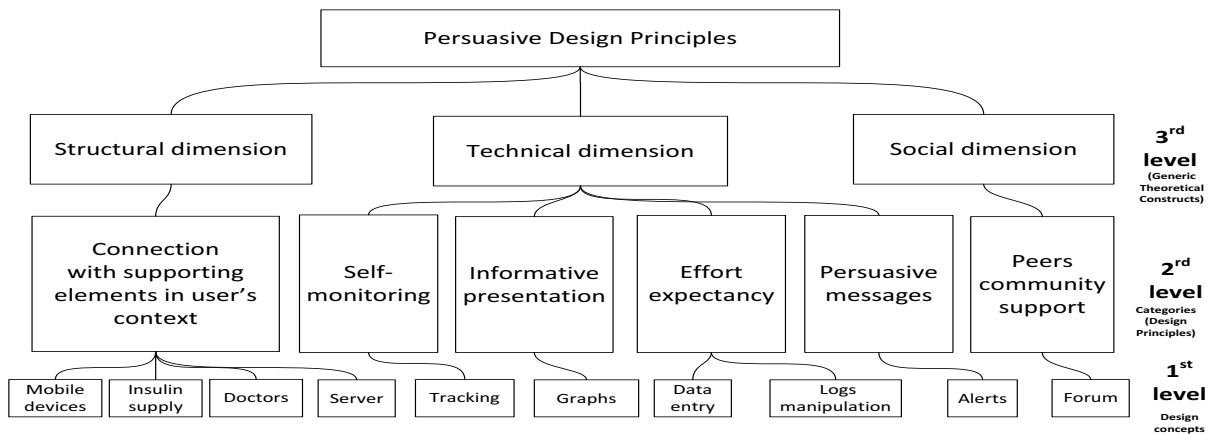 Persuasive Design Principles
Structural dimension
Technical dimension
Social dimension
3rd
level
(Generic
Theoretical
Constructs)
Connection
with supporting
elements in user's
context
Self-
monitoring
Informative
presentation
Effort
expectancy
Persuasive
messages
Peers
community
support
2rd
level
Categories
(Design
Principles)
Mobile
devices
Insulin
supply
Doctors
Server
Tracking
Graphs
Data
entry
Logs
manipulation
Alerts
Forum
1st
level
Design
concepts